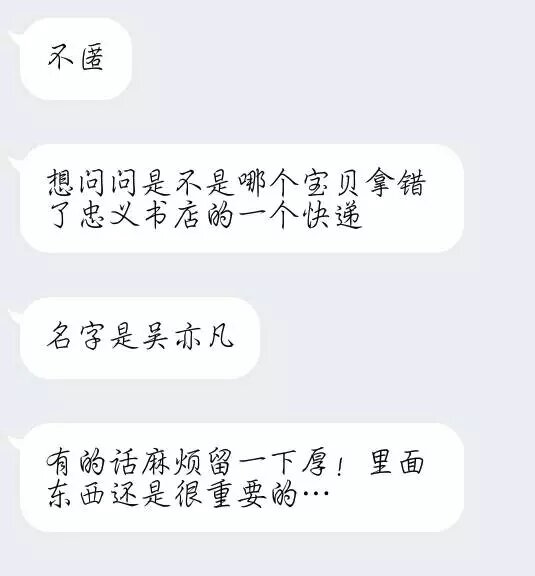 不匿
想问问是不是哪个宝贝拿错
了忠义书店的一个快递
名字是吴亦凡
有的话麻烦留一下厚！里面
东西还是很重要的…